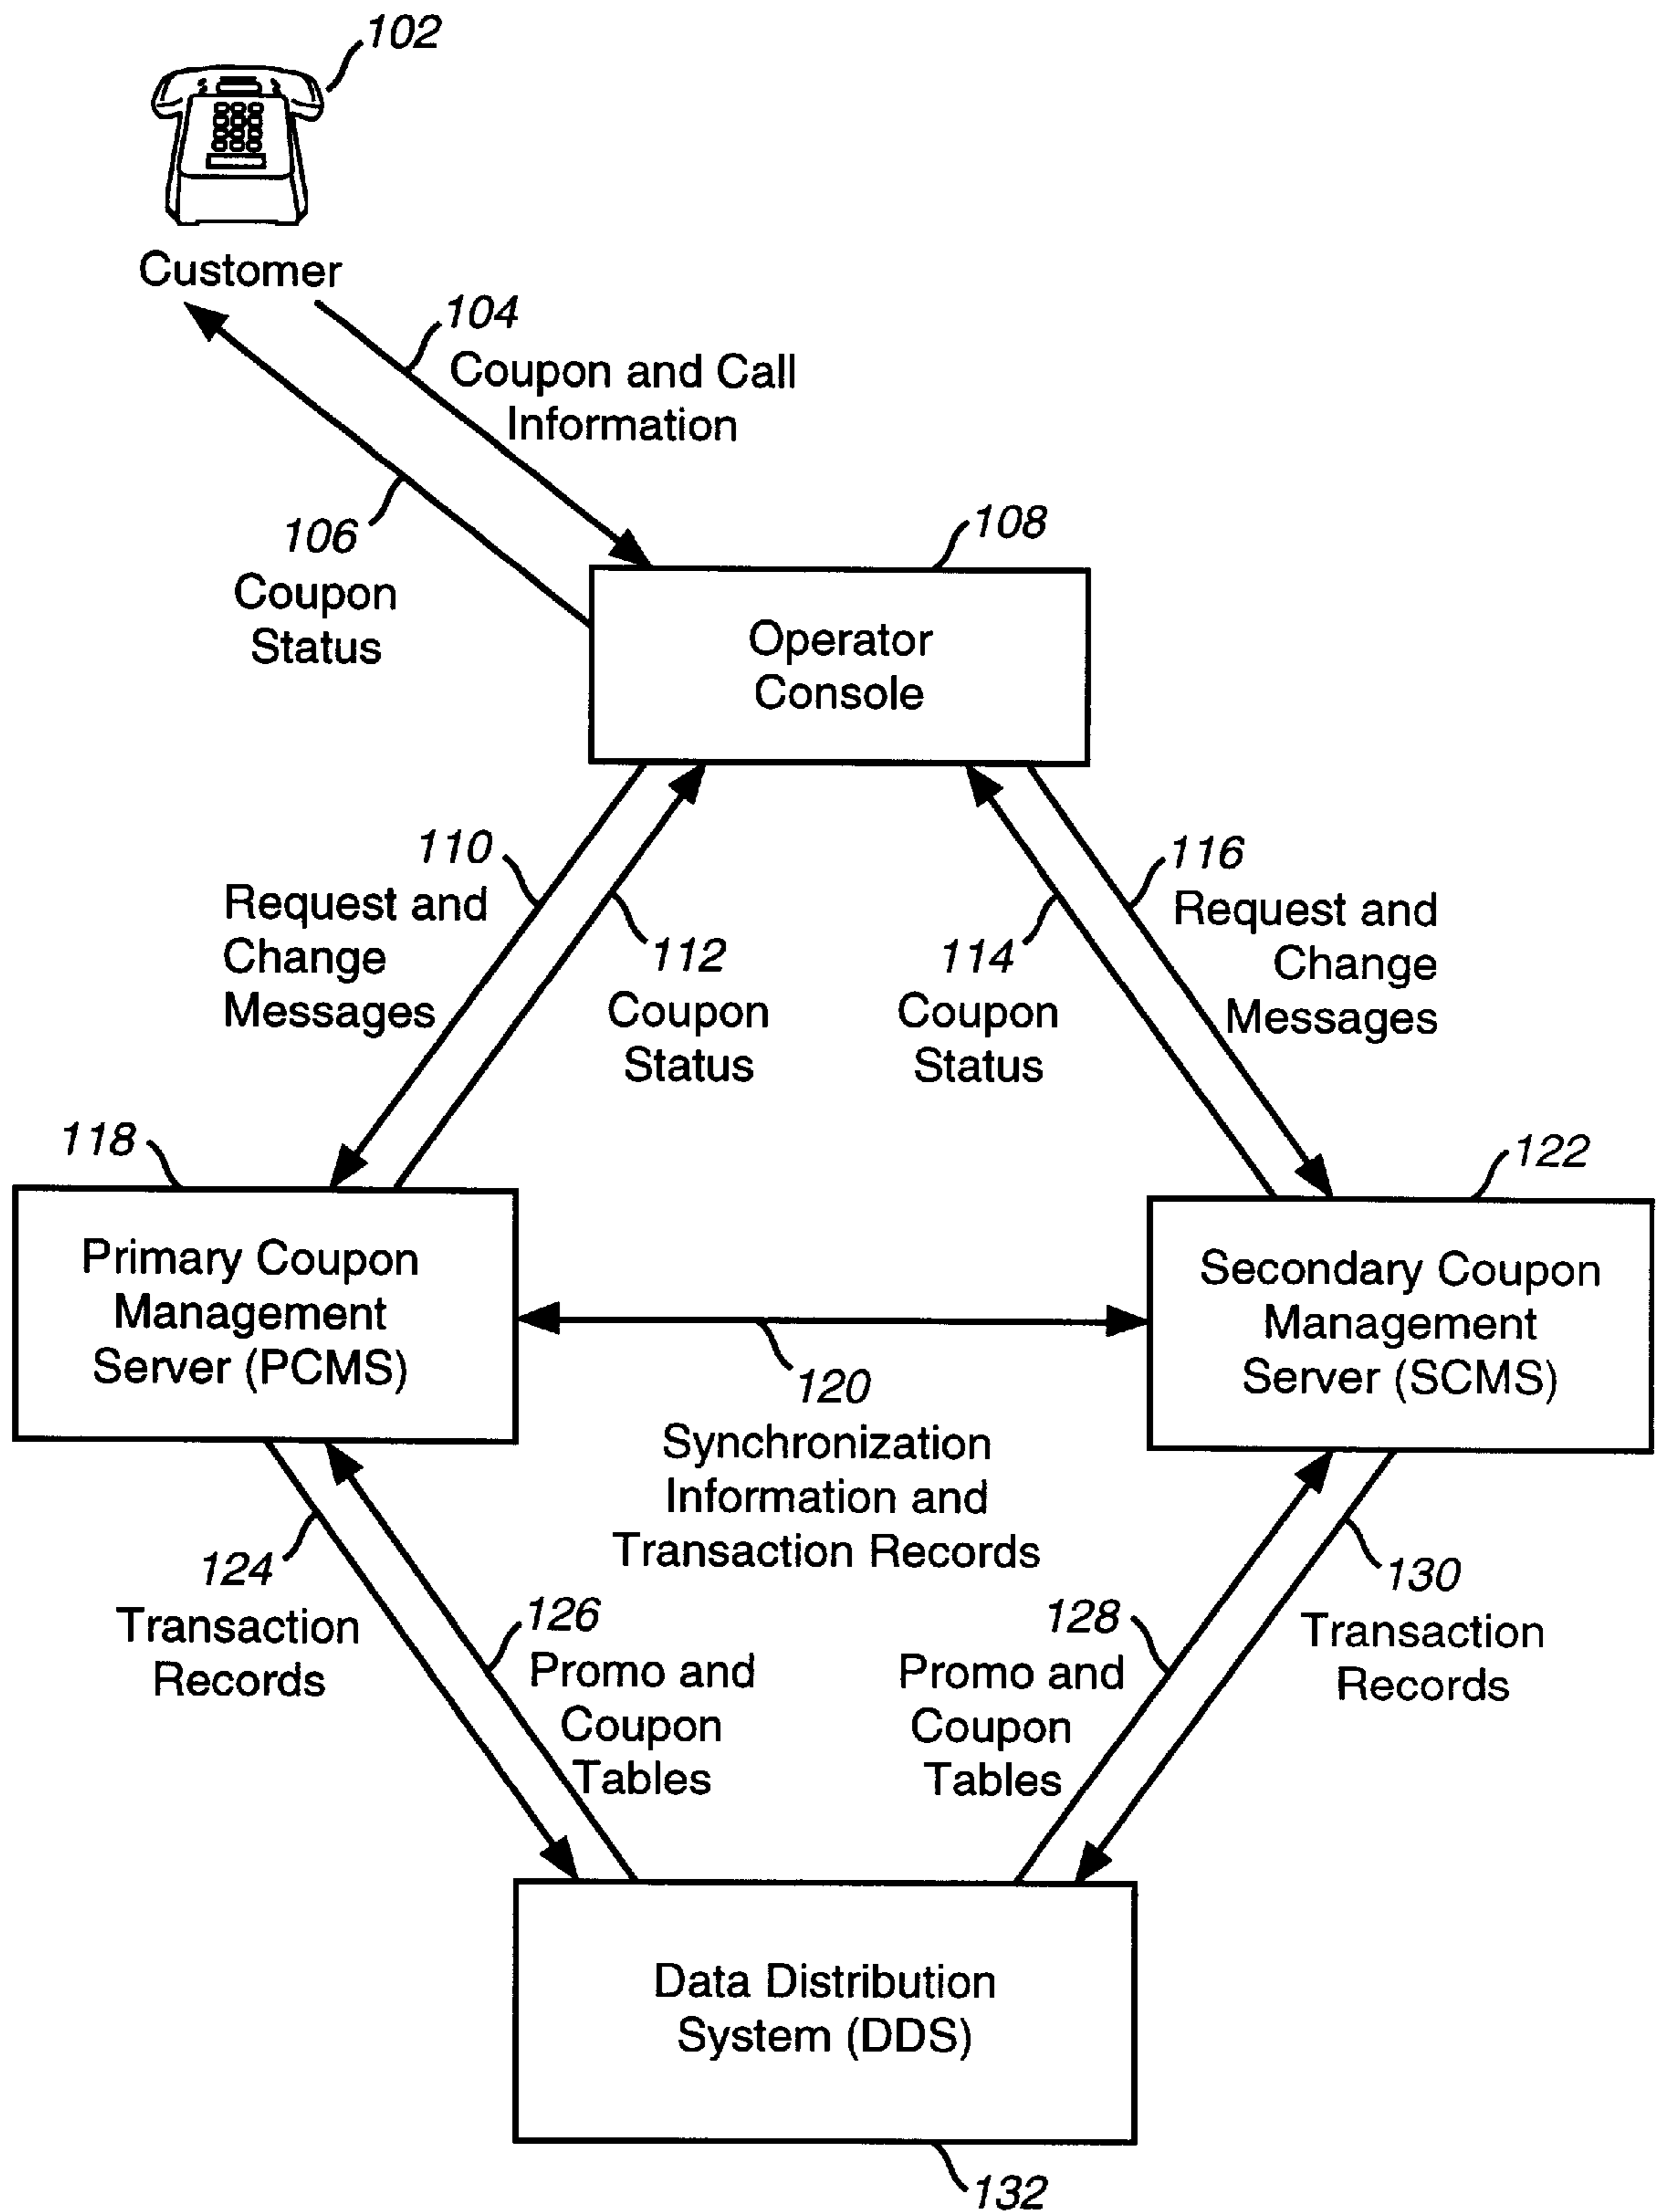 102
Customer
104
Coupon and Call
Information
106
Coupon
Status
108
Operator
Console
110
Request and
Change
Messages
112
Coupon
Status
114
Coupon
Status
116
Request and
Change
Messages
118
Primary Coupon
Management
Server (PCMS)
122
Secondary Coupon
Management
Server (SCMS)
120
Synchronization
Information and
Transaction Records
124
Transaction
Records
126
Promo and
Coupon
Tables
128
Promo and
Coupon
Tables
130
Transaction
Records
Data Distribution
System (DDS)
132